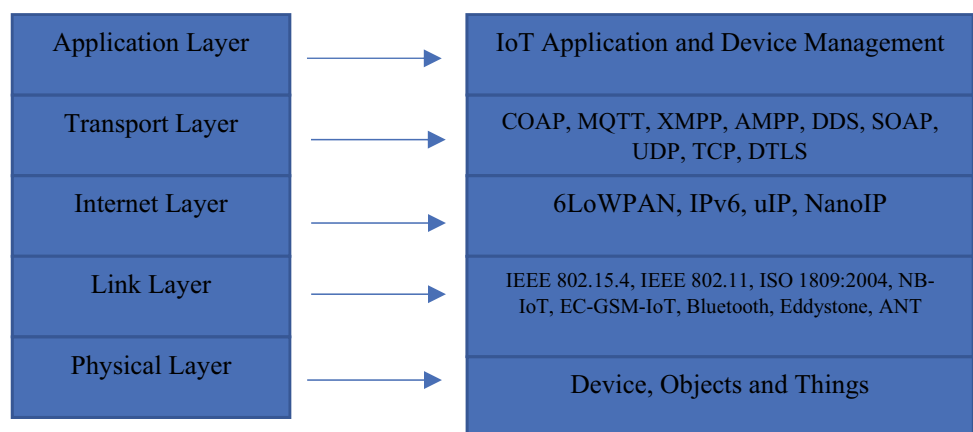 Application Layer
IoT Application and Device Management
Transport Layer
COAP, MQTT, XMPP, AMPP, DDS, SOAP,
UDP, TCP, DTLS
Internet Layer
6LoWPAN, IPv6, uIP, NanoIP
Link Layer
IEEE 802.15.4, IEEE 802.11, ISO 1809:2004, NB-
IoT, EC-GSM-IoT, Bluetooth, Eddystone, ANT
Physical Layer
Device, Objects and Things